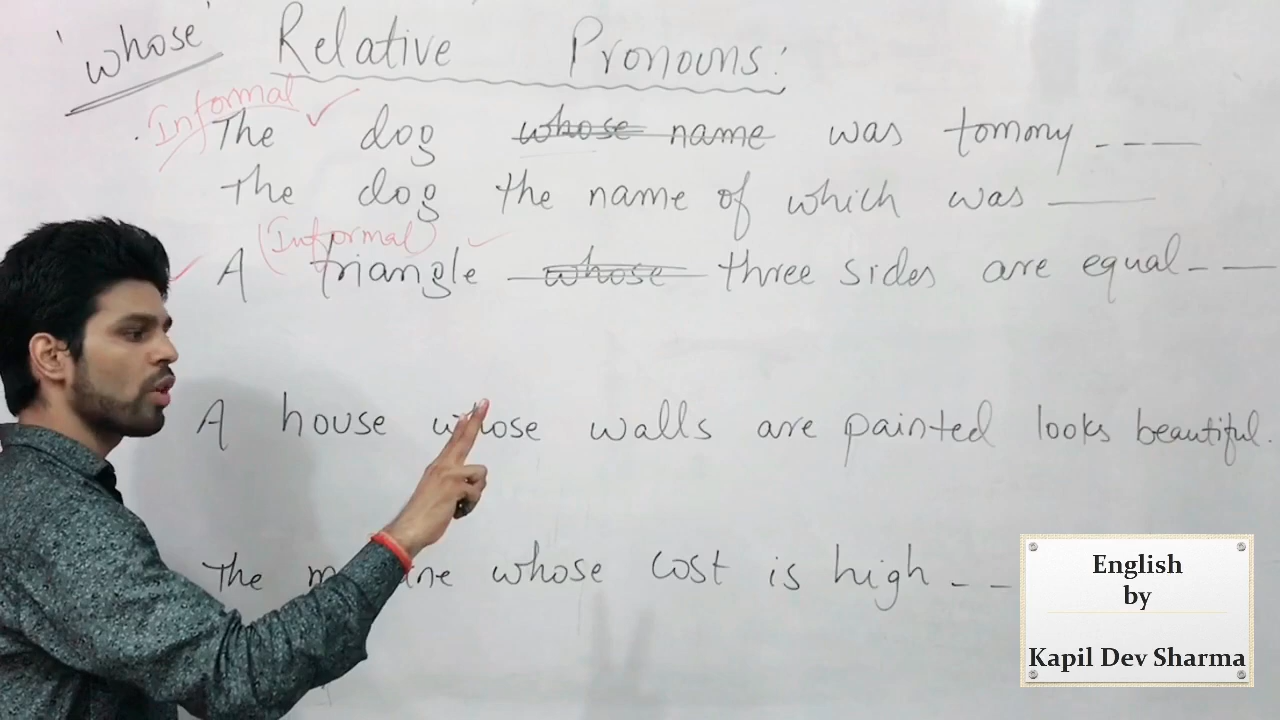 'whose' Relative Pronouns:
Informal
The dog whose name was tommy ---
The dog the name of which was ___
(Informal)
A triangle whose three sides are equal - —
A house whose walls are painted looks beautiful.
The whose cost is high - -
English
by
Kapil Dev Sharma